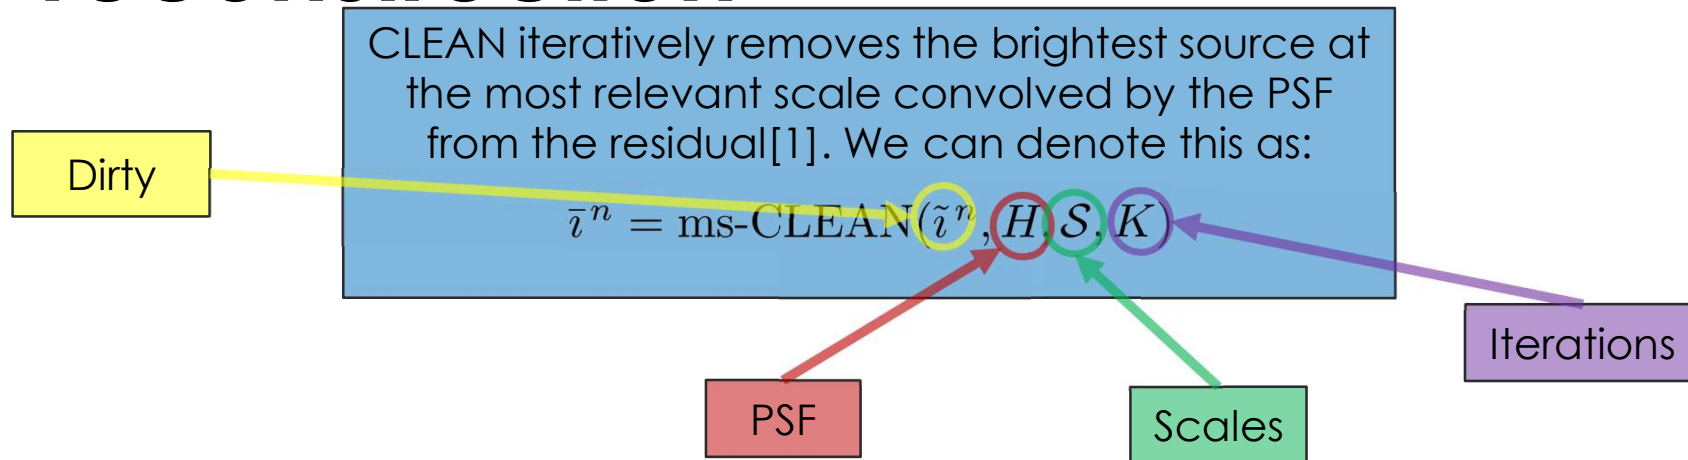 CLEAN iteratively removes the brightest source at
the most relevant scale convolved by the PSF
from the residual[1]. We can denote this as:
Dirty
ῑⁿ = ms-CLEAN(ĩⁿ, H, 𝒮, K)
Iterations
PSF
Scales